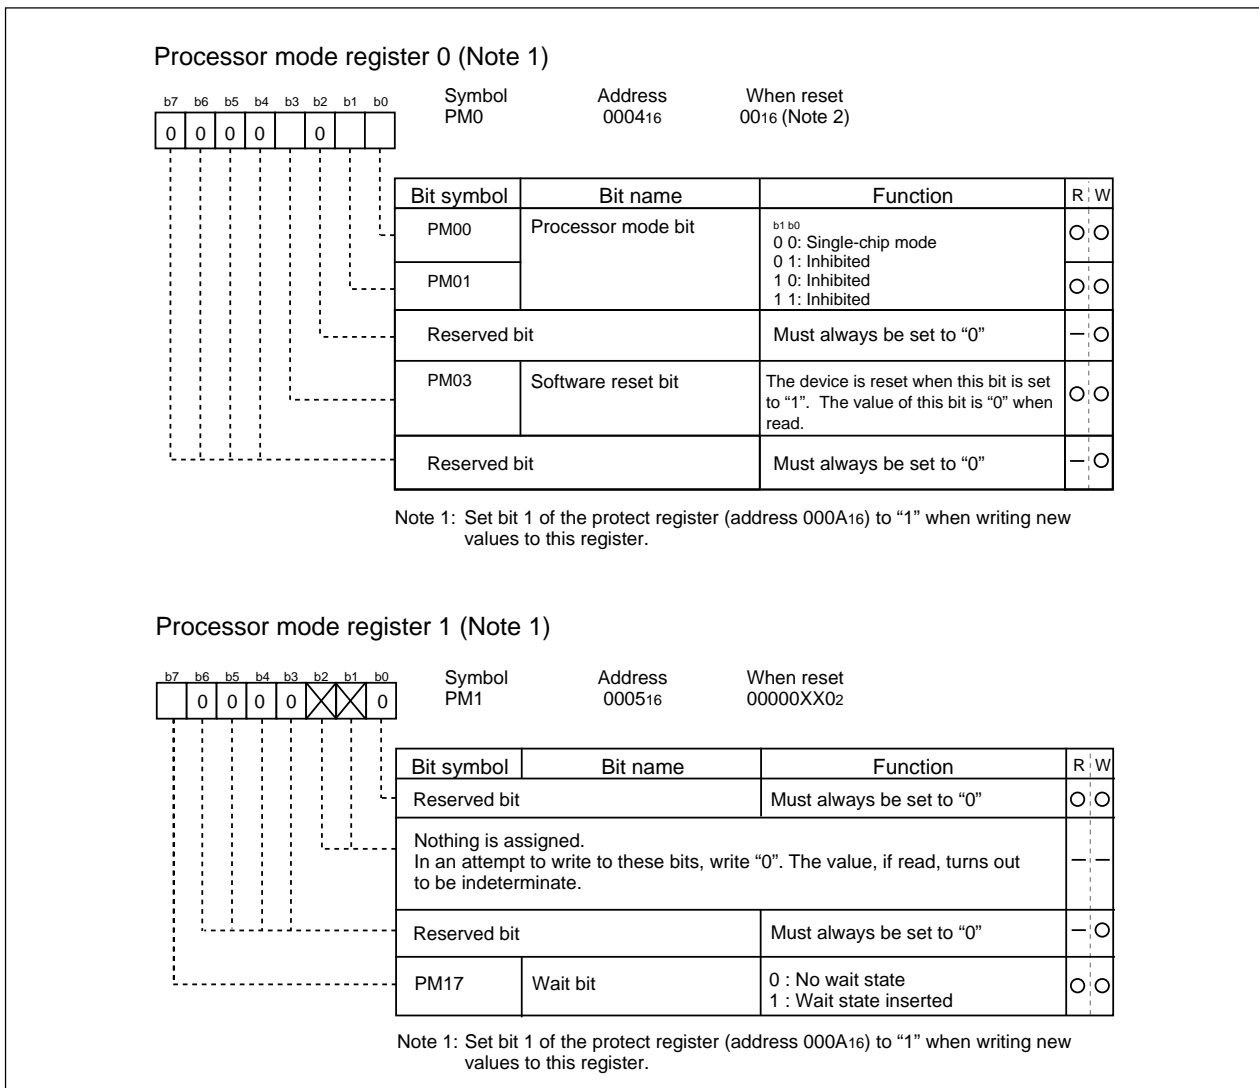 Processor mode register 0 (Note 1)
b7 b6 b5 b4 b3 b2 b1 b0
0 0 0 0 0
Symbol Address When reset
PM0 000416 0016 (Note 2)
Bit symbol Bit name Function R W
PM00 Processor mode bit
b1 b0
0 0: Single-chip mode
0 1: Inhibited
PM01
1 0: Inhibited
1 1: Inhibited
Reserved bit Must always be set to “0”
PM03 Software reset bit The device is reset when this bit is set
to “1”. The value of this bit is “0” when
read.
Reserved bit Must always be set to “0”
Note 1: Set bit 1 of the protect register (address 000A16) to “1” when writing new
values to this register.
Processor mode register 1 (Note 1)
b7 b6 b5 b4 b3 b2 b1 b0
0 0 0 0 0
Symbol Address When reset
PM1 000516 00000XX02
Bit symbol Bit name Function R W
Reserved bit Must always be set to “0”
Nothing is assigned.
In an attempt to write to these bits, write “0”. The value, if read, turns out
to be indeterminate.
Reserved bit Must always be set to “0”
PM17 Wait bit 0 : No wait state
1 : Wait state inserted
Note 1: Set bit 1 of the protect register (address 000A16) to “1” when writing new
values to this register.